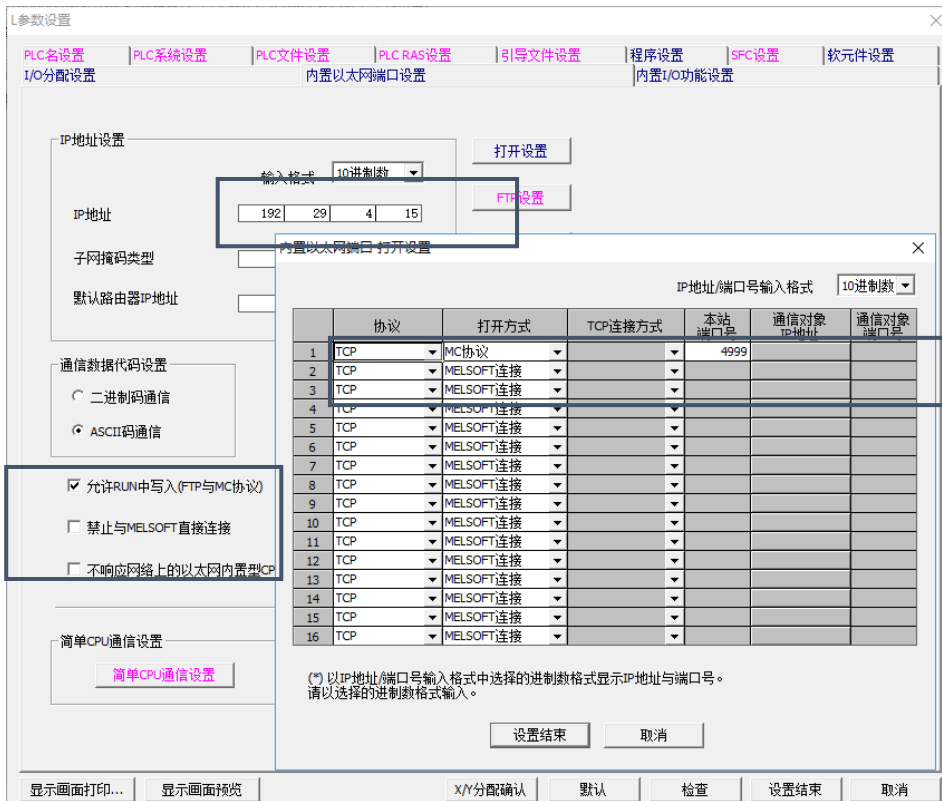 L参数设置
PLC名设置 PLC系统设置 PLC文件设置 PLC RAS设置 引导文件设置 程序设置 SFC设置 软元件设置
I/O分配设置 内置以太网端口设置 内置I/O功能设置
IP地址设置
输入格式 10进制数
打开设置
FTP设置
IP地址 192 29 4 15
子网掩码类型
默认路由器IP地址
通信数据代码设置
二进制码通信
ASCII码通信
允许RUN中写入(FTP与MC协议)
禁止与MELSOFT直接连接
不响应网络上的以太网内置型CP
简单CPU通信设置
简单CPU通信设置
内置以太网端口 打开设置
IP地址/端口号输入格式 10进制数
协议 打开方式 TCP连接方式 本站端口号 通信对象IP地址 通信对象端口号
1 TCP MC协议 4999
2 TCP MELSOFT连接
3 TCP MELSOFT连接
4 TCP MELSOFT连接
5 TCP MELSOFT连接
6 TCP MELSOFT连接
7 TCP MELSOFT连接
8 TCP MELSOFT连接
9 TCP MELSOFT连接
10 TCP MELSOFT连接
11 TCP MELSOFT连接
12 TCP MELSOFT连接
13 TCP MELSOFT连接
14 TCP MELSOFT连接
15 TCP MELSOFT连接
16 TCP MELSOFT连接
(*) 以IP地址/端口号输入格式中选择的进制数格式显示IP地址与端口号。
请以选择的进制数格式输入。
设置结束 取消
显示画面打印... 显示画面预览 X/Y分配确认 默认 检查 设置结束 取消